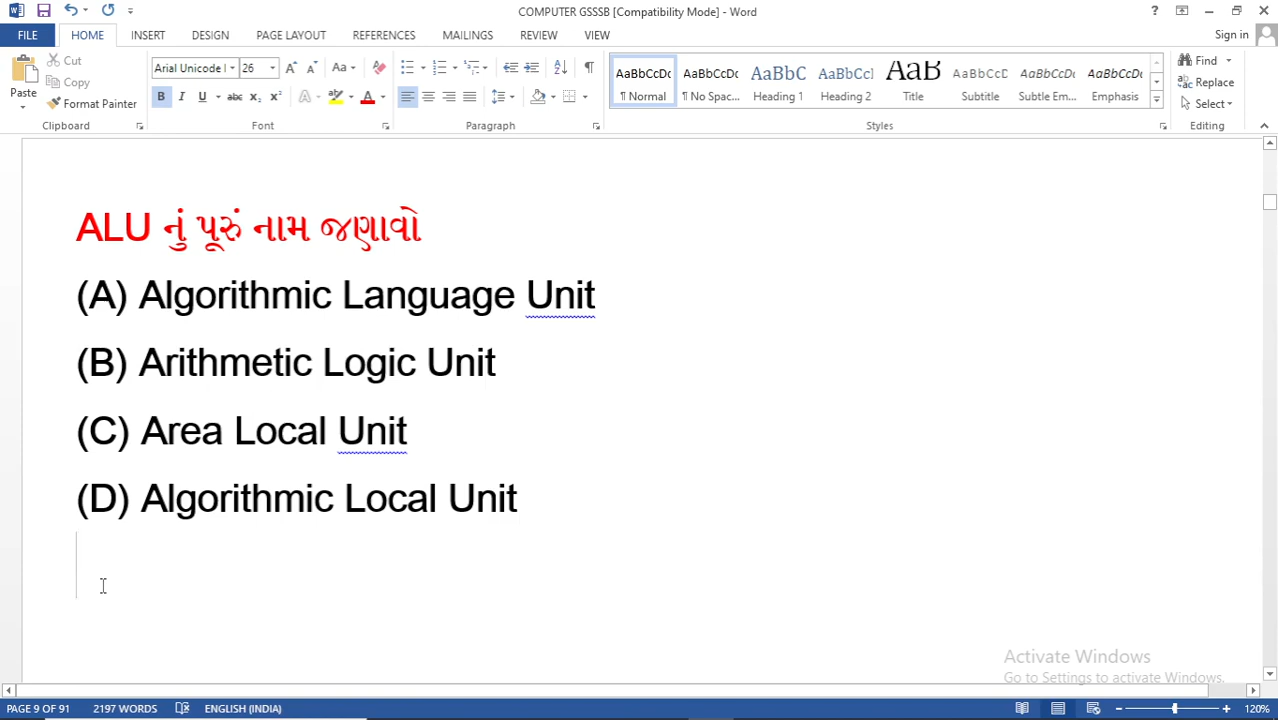 COMPUTER GSSSB [Compatibility Mode] - Word
FILE HOME INSERT DESIGN PAGE LAYOUT REFERENCES MAILINGS REVIEW VIEW Sign in
Cut
Copy
Paste
Format Painter
Arial Unicode 26
Aa
B I U abc x₂ x²
AaBbCcDc AaBbCcDc AaBbC AaBbCcl AaB AaBbCcD AaBbCcDc AaBbCcDc
¶ Normal ¶ No Spac... Heading 1 Heading 2 Title Subtitle Subtle Em... Emphasis
Find
Replace
Select
Clipboard Font Paragraph Styles Editing
ALU નું પૂરું નામ જણાવો
(A) Algorithmic Language Unit
(B) Arithmetic Logic Unit
(C) Area Local Unit
(D) Algorithmic Local Unit
Activate Windows
Go to Settings to activate Windows.
PAGE 9 OF 91 2197 WORDS ENGLISH (INDIA) 120%